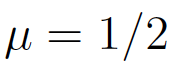 μ = 1/2